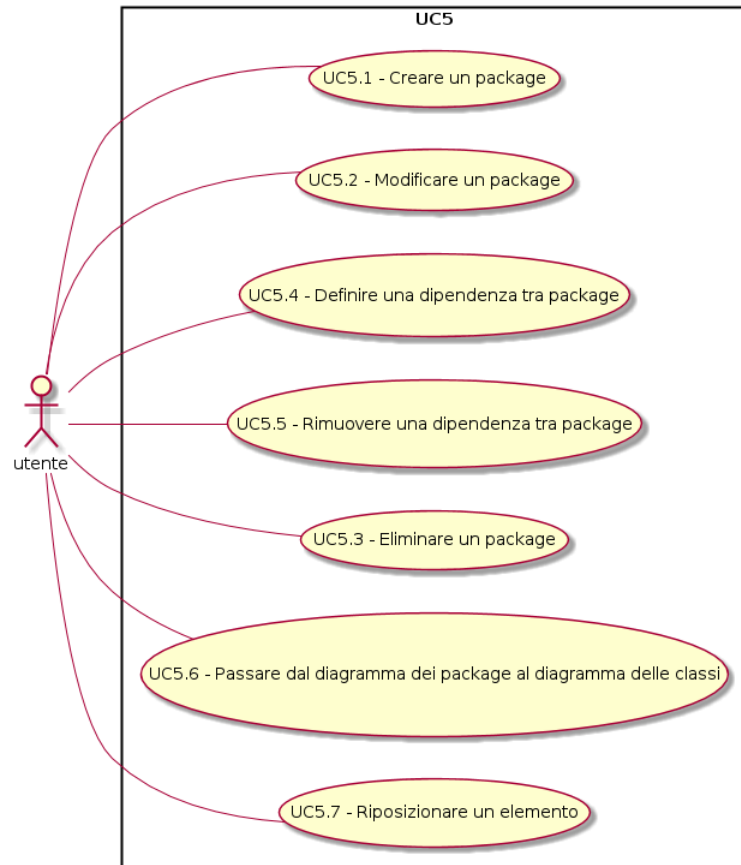 UC5
UC5.1 - Creare un package
UC5.2 - Modificare un package
UC5.4 - Definire una dipendenza tra package
UC5.5 - Rimuovere una dipendenza tra package
utente
UC5.3 - Eliminare un package
UC5.6 - Passare dal diagramma dei package al diagramma delle classi
UC5.7 - Riposizionare un elemento